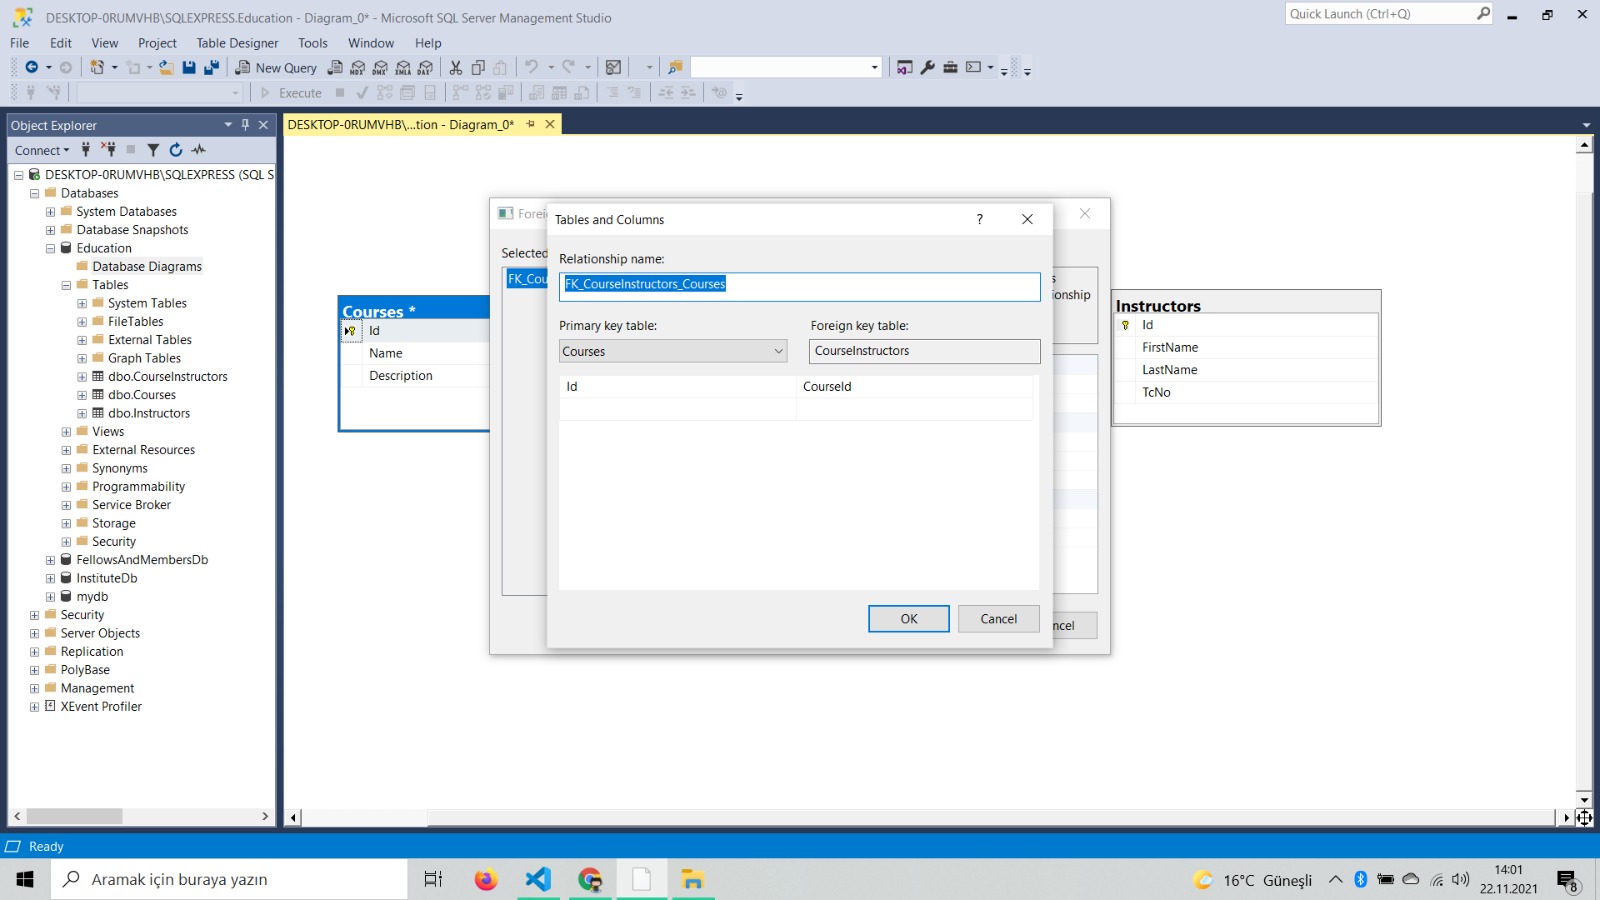 DESKTOP-0RUMVHB\SQLEXPRESS.Education - Diagram_0* - Microsoft SQL Server Management Studio
Quick Launch (Ctrl+Q)
File Edit View Project Table Designer Tools Window Help
New Query
MDX DMX XMLA DAX
Execute
Object Explorer
DESKTOP-0RUMVHB\...tion - Diagram_0*
Connect
DESKTOP-0RUMVHB\SQLEXPRESS (SQL S
Databases
System Databases
Database Snapshots
Education
Database Diagrams
Tables
System Tables
FileTables
External Tables
Graph Tables
dbo.CourseInstructors
dbo.Courses
dbo.Instructors
Views
External Resources
Synonyms
Programmability
Service Broker
Storage
Security
FellowsAndMembersDb
InstituteDb
mydb
Security
Server Objects
Replication
PolyBase
Management
XEvent Profiler
Courses *
Id
Name
Description
Forei
Selected
FK_Cou
s
ionship
ncel
Tables and Columns
?
Relationship name:
FK_CourseInstructors_Courses
Primary key table: Foreign key table:
Courses CourseInstructors
Id CourseId
OK Cancel
Instructors
Id
FirstName
LastName
TcNo
Ready
Aramak için buraya yazın
16°C Güneşli
14:01
22.11.2021
8